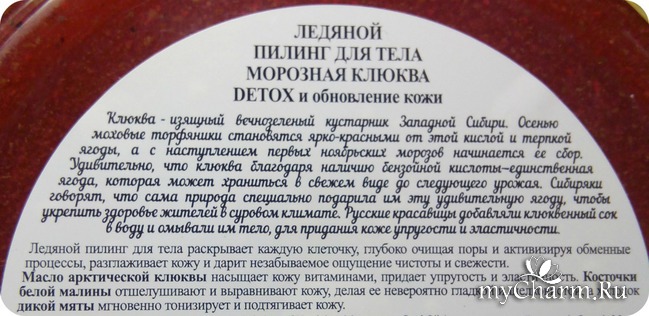 ЛЕДЯНОЙ
ПИЛИНГ ДЛЯ ТЕЛА
МОРОЗНАЯ КЛЮКВА
DETOX и обновление кожи
Клюква - изящный вечнозеленый кустарник Западной Сибири. Осенью
моховые торфяники становятся ярко-красными от этой кислой и терпкой
ягоды, а с наступлением первых ноябрьских морозов начинается ее сбор.
Удивительно, что клюква благодаря наличию бензойной кислоты–единственная
ягода, которая может храниться в свежем виде до следующего урожая. Сибиряки
говорят, что сама природа специально подарила им эту удивительную ягоду, чтобы
укрепить здоровье жителей в суровом климате. Русские красавицы добавляли клюквенный сок
в воду и омывали им тело, для придания коже упругости и эластичности.
Ледяной пилинг для тела раскрывает каждую клеточку, глубоко очищая поры и активизируя обменные
процессы, разглаживает кожу и дарит незабываемое ощущение чистоты и свежести.
Масло арктической клюквы насыщает кожу витаминами, придает упругость и Косточки
белой малины отшелушивают и выравнивают кожу, делая ее невероятно
дикой мяты мгновенно тонизирует и подтягивает кожу.
myCharm.Ru